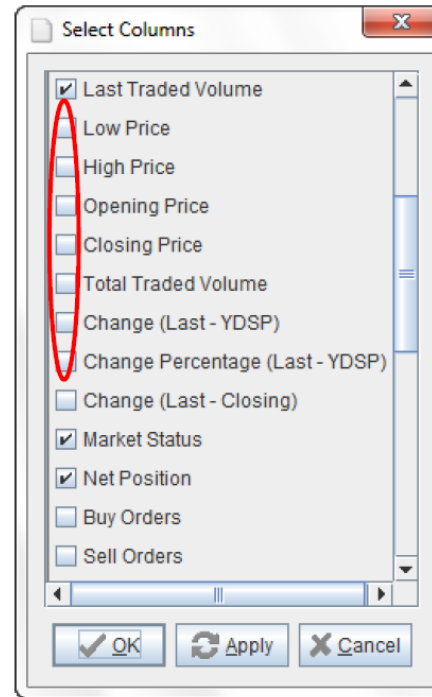 Select Columns
Last Traded Volume
Low Price
High Price
Opening Price
Closing Price
Total Traded Volume
Change (Last - YDSP)
Change Percentage (Last - YDSP)
Change (Last - Closing)
Market Status
Net Position
Buy Orders
Sell Orders
OK Apply Cancel